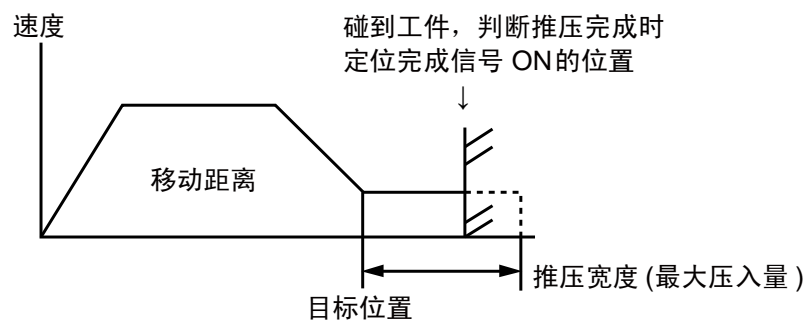 速度
碰到工件，判断推压完成时
定位完成信号 ON的位置
↓
移动距离
推压宽度 (最大压入量 )
目标位置